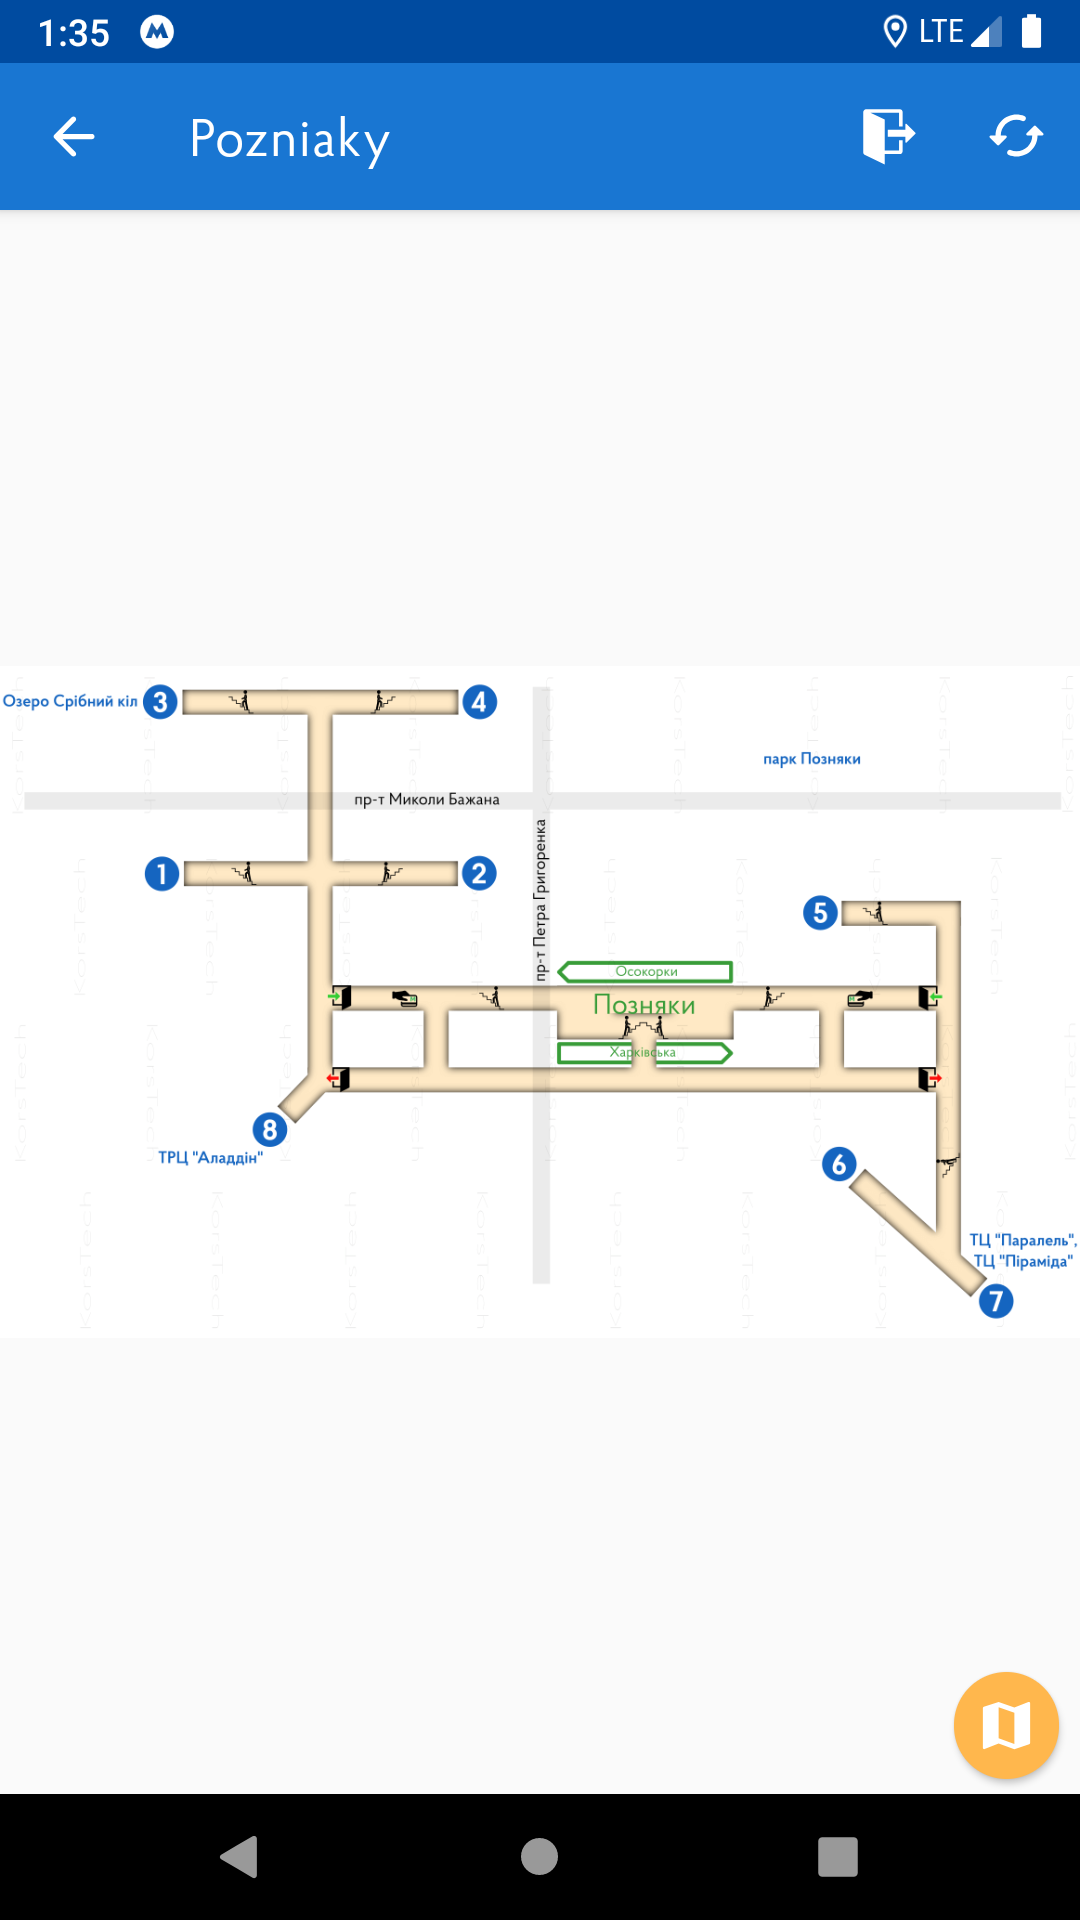 1:35
LTE
Pozniaky
Озеро Срібний кіл
3
4
парк Позняки
пр-т Миколи Бажана
1
2
пр-т Петра Григоренка
5
Осокорки
Позняки
Харківська
8
ТРЦ "Аладдін"
6
ТЦ "Паралель",
ТЦ "Піраміда"
7
KorsTech